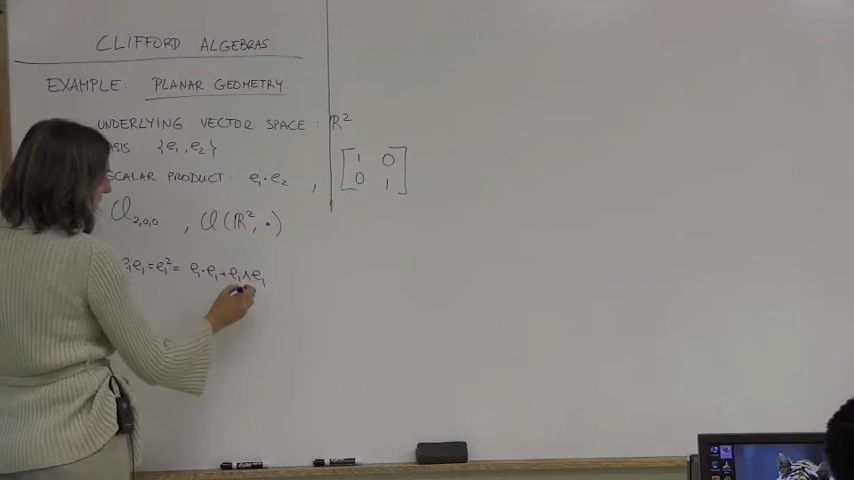 CLIFFORD ALGEBRAS
EXAMPLE: PLANAR GEOMETRY
UNDERLYING VECTOR SPACE : ℝ²
SIS : {e₁, e₂}
SCALAR PRODUCT : e₁·e₂ , [1 0
0 1]
Cl₂,₀,₀ , Cl(ℝ², •)
e₁e₁ = e₁² = e₁·e₁ + e₁∧e₁